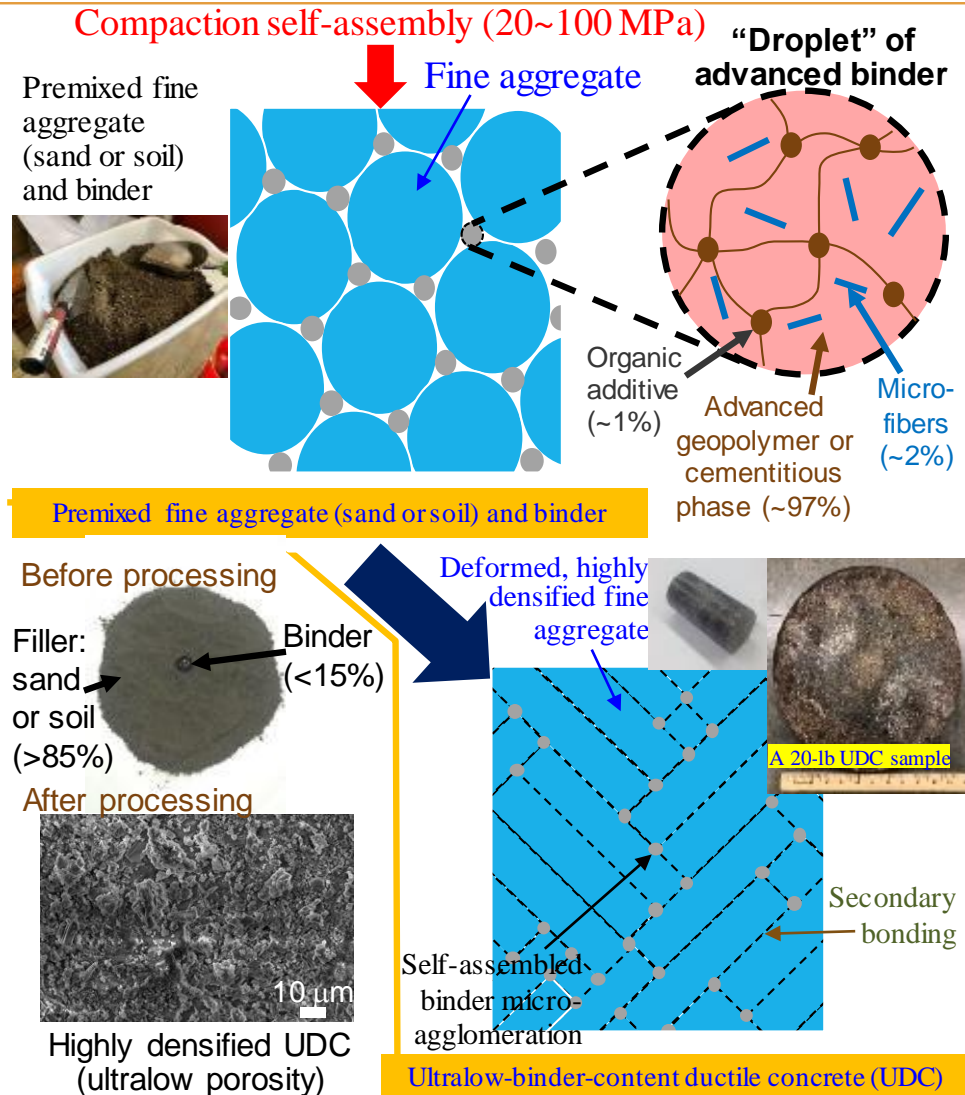 Compaction self-assembly (20~100 MPa)
Premixed fine
aggregate
(sand or soil)
and binder
Fine aggregate
“Droplet” of
advanced binder
Organic
additive
(~1%)
Advanced
geopolymer or
cementitious
phase (~97%)
Micro-
fibers
(~2%)
Premixed fine aggregate (sand or soil) and binder
Before processing
Filler:
sand
or soil
(>85%)
Binder
(<15%)
After processing
10 μm
Highly densified UDC
(ultralow porosity)
Deformed, highly
densified fine
aggregate
A 20-lb UDC sample
Secondary
bonding
Self-assembled
binder micro-
agglomeration
Ultralow-binder-content ductile concrete (UDC)